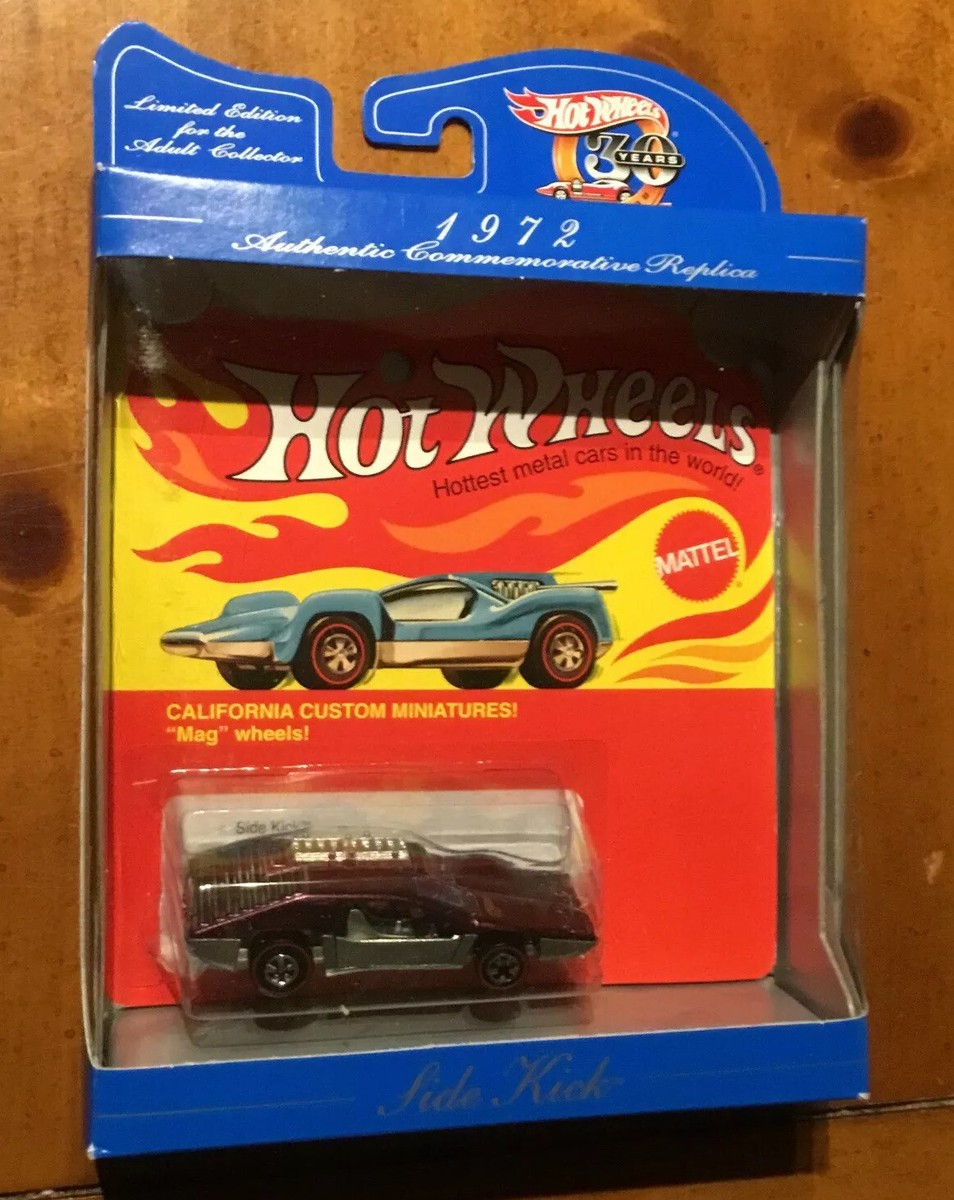 Limited Edition
for the
Adult Collector
Hot Wheels
30
YEARS
1972
Authentic Commemorative Replica
Hot Wheels®
Hottest metal cars in the world!
MATTEL
CALIFORNIA CUSTOM MINIATURES!
“Mag” wheels!
Side Kick
Side Kick